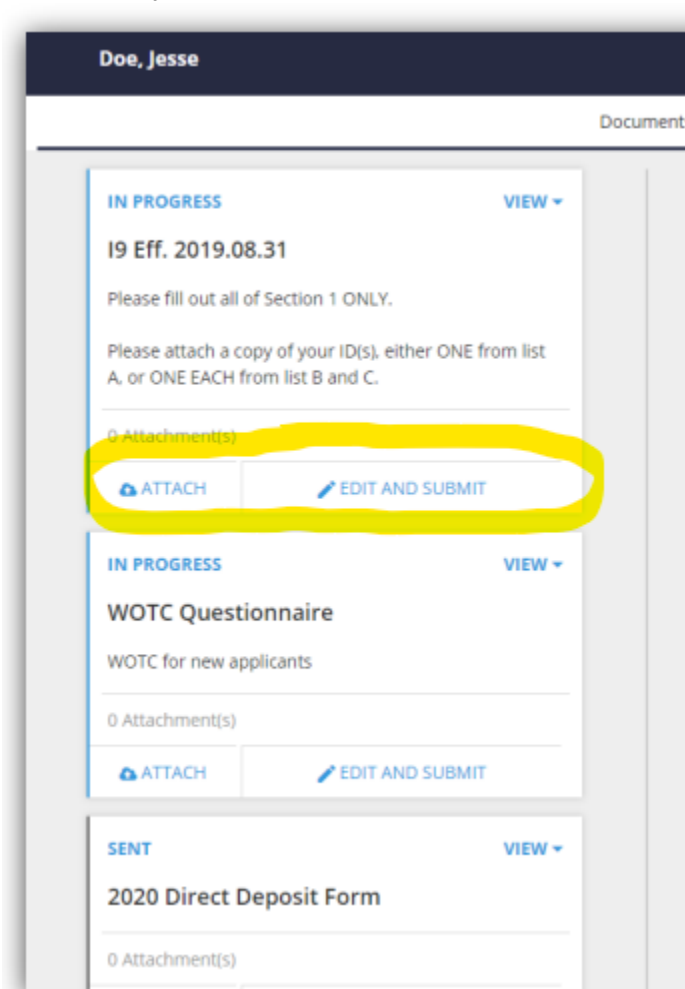 Doe, Jesse
Document
IN PROGRESS VIEW
I9 Eff. 2019.08.31
Please fill out all of Section 1 ONLY.
Please attach a copy of your ID(s), either ONE from list
A, or ONE EACH from list B and C.
0 Attachment(s)
ATTACH EDIT AND SUBMIT
IN PROGRESS VIEW
WOTC Questionnaire
WOTC for new applicants
0 Attachment(s)
ATTACH EDIT AND SUBMIT
SENT VIEW
2020 Direct Deposit Form
0 Attachment(s)